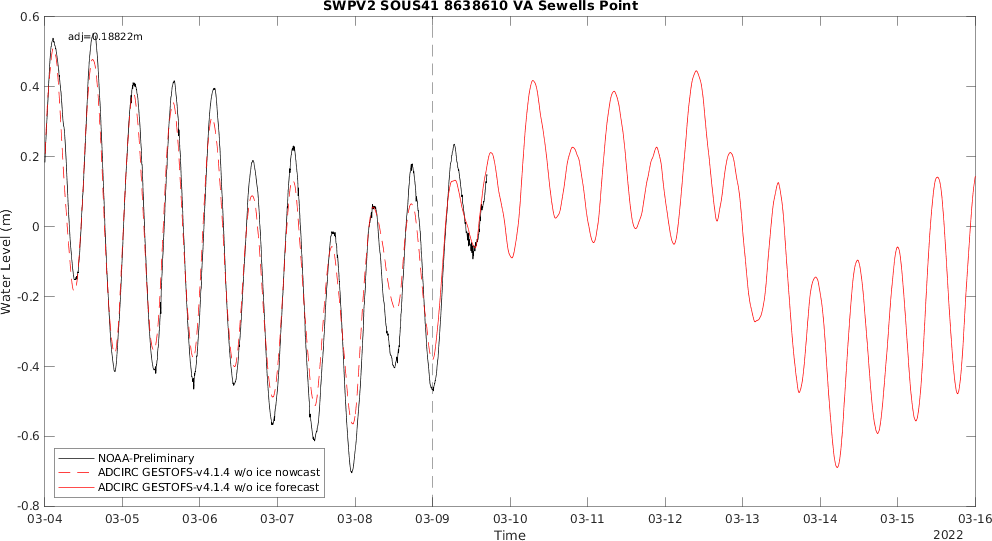 SWPV2 SOUS41 8638610 VA Sewells Point
adj=0.18822m
Water Level (m)
0.6
0.4
0.2
0
-0.2
-0.4
-0.6
-0.8
NOAA-Preliminary
ADCIRC GESTOFS-v4.1.4 w/o ice nowcast
ADCIRC GESTOFS-v4.1.4 w/o ice forecast
03-04 03-05 03-06 03-07 03-08 03-09 03-10 03-11 03-12 03-13 03-14 03-15 03-16
Time
2022